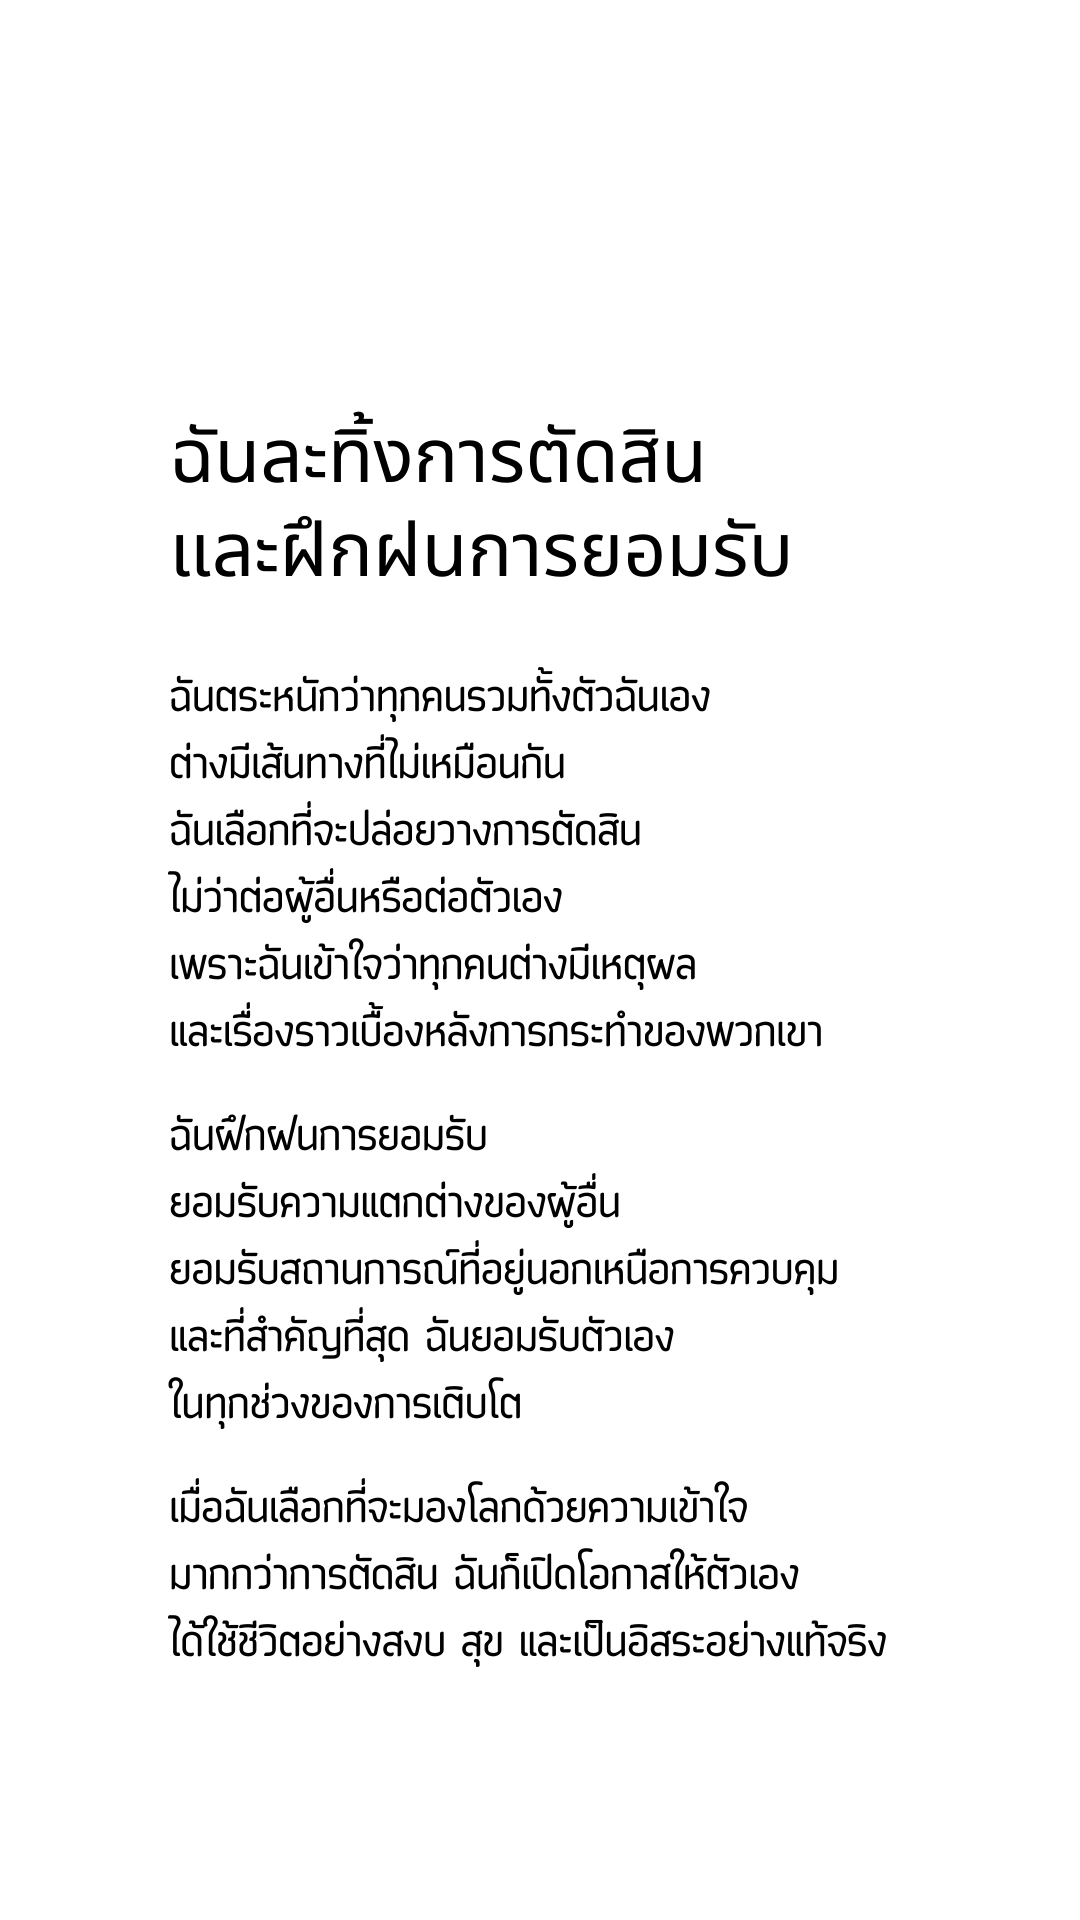 ฉันละทิ้งการตัดสิน
และฝึกฝนการยอมรับ
ฉันตระหนักว่าทุกคนรวมทั้งตัวฉันเอง
ต่างมีเส้นทางที่ไม่เหมือนกัน
ฉันเลือกที่จะปล่อยวางการตัดสิน
ไม่ว่าต่อผู้อื่นหรือต่อตัวเอง
เพราะฉันเข้าใจว่าทุกคนต่างมีเหตุผล
และเรื่องราวเบื้องหลังการกระทำของพวกเขา
ฉันฝึกฝนการยอมรับ
ยอมรับความแตกต่างของผู้อื่น
ยอมรับสถานการณ์ที่อยู่นอกเหนือการควบคุม
และที่สำคัญที่สุด ฉันยอมรับตัวเอง
ในทุกช่วงของการเติบโต
เมื่อฉันเลือกที่จะมองโลกด้วยความเข้าใจ
มากกว่าการตัดสิน ฉันก็เปิดโอกาสให้ตัวเอง
ได้ใช้ชีวิตอย่างสงบ สุข และเป็นอิสระอย่างแท้จริง